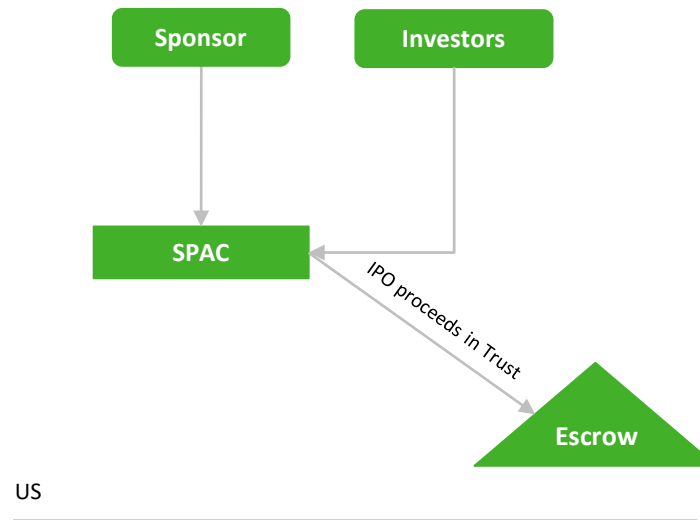 Sponsor
Investors
SPAC
IPO proceeds in Trust
Escrow
US